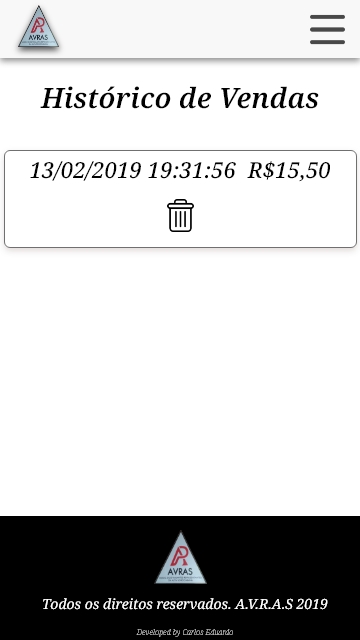 AVRAS
Histórico de Vendas
13/02/2019 19:31:56 R$15,50
AVRAS
Todos os direitos reservados. A.V.R.A.S 2019
Developed by Carlos Eduardo